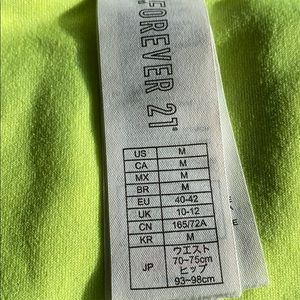 FOREVER 21
US M
CA M
MX M
BR M
EU 40-42
UK 10-12
CN 165/72A
KR M
JP ウエスト
70~75cm
ヒップ
93~98cm